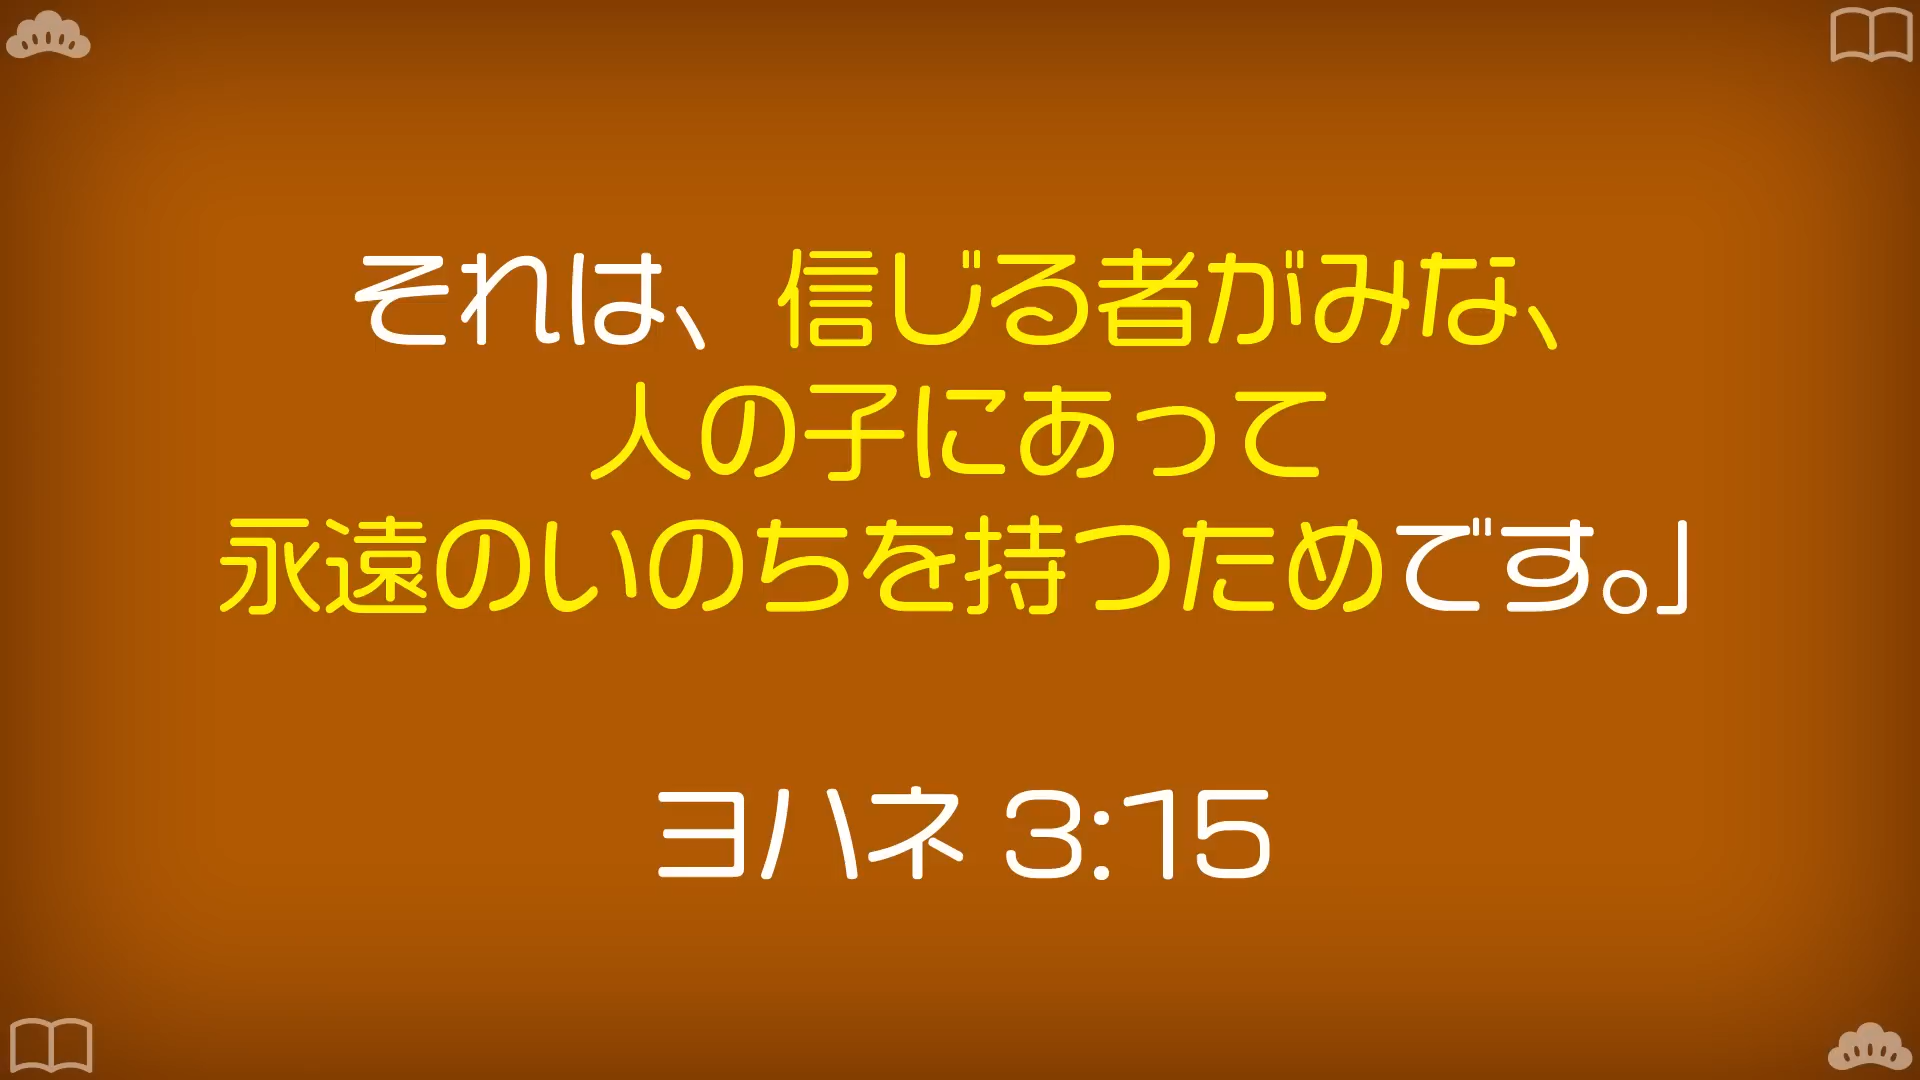 それは、信じる者がみな、
人の子にあって
永遠のいのちを持つためです。」
ヨハネ 3:15